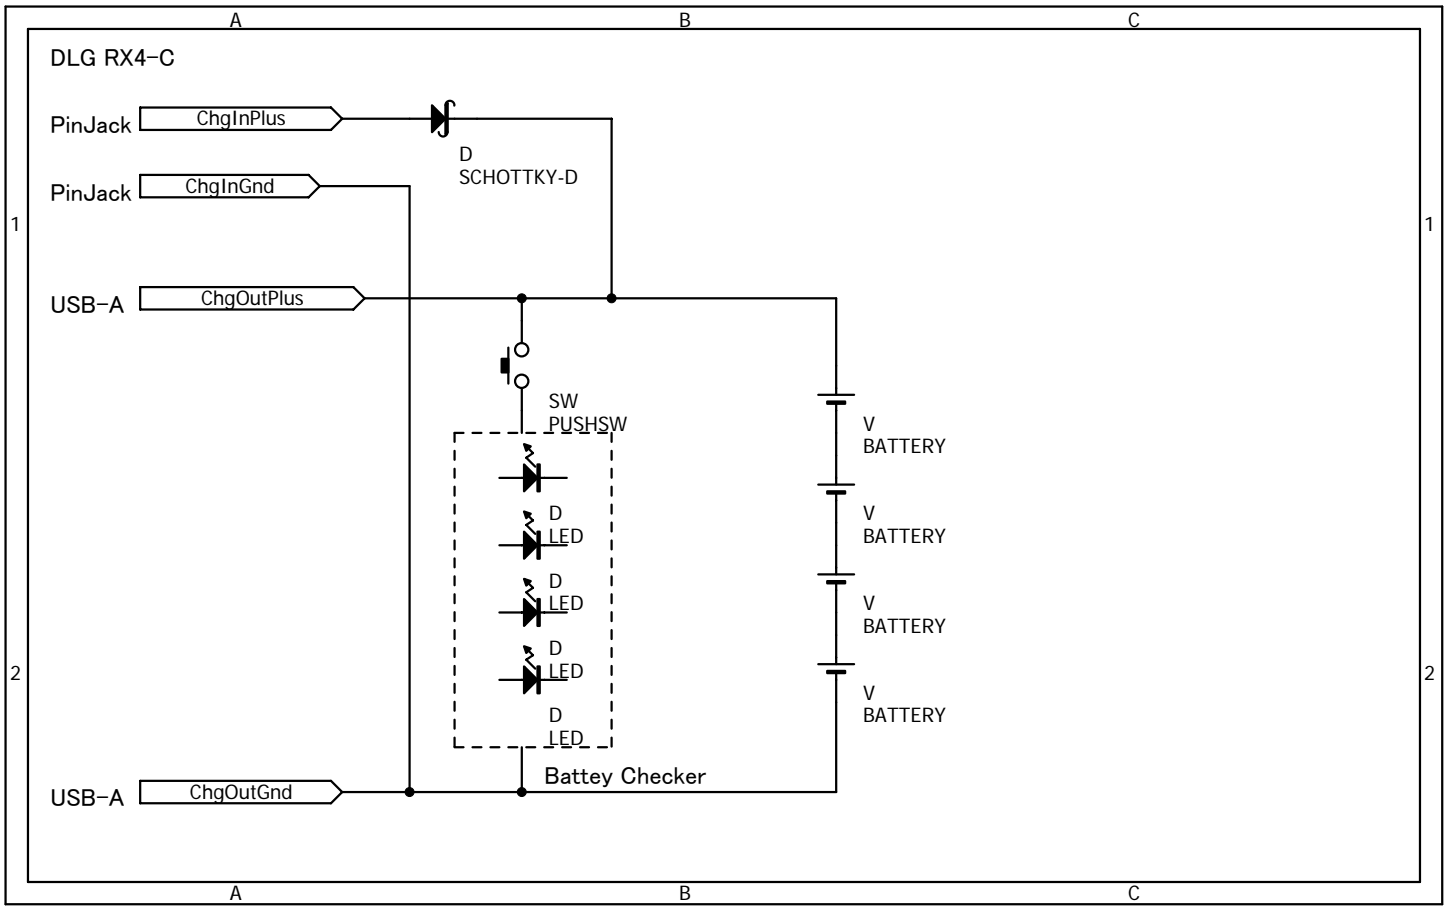 A B C
DLG RX4-C
PinJack ChgInPlus
D
SCHOTTKY-D
PinJack ChgInGnd
1 1
USB-A ChgOutPlus
SW
PUSHSW
V
BATTERY
D
LED
V
BATTERY
D
LED
V
BATTERY
D
LED
2 2
V
BATTERY
D
LED
Battey Checker
USB-A ChgOutGnd
A B C